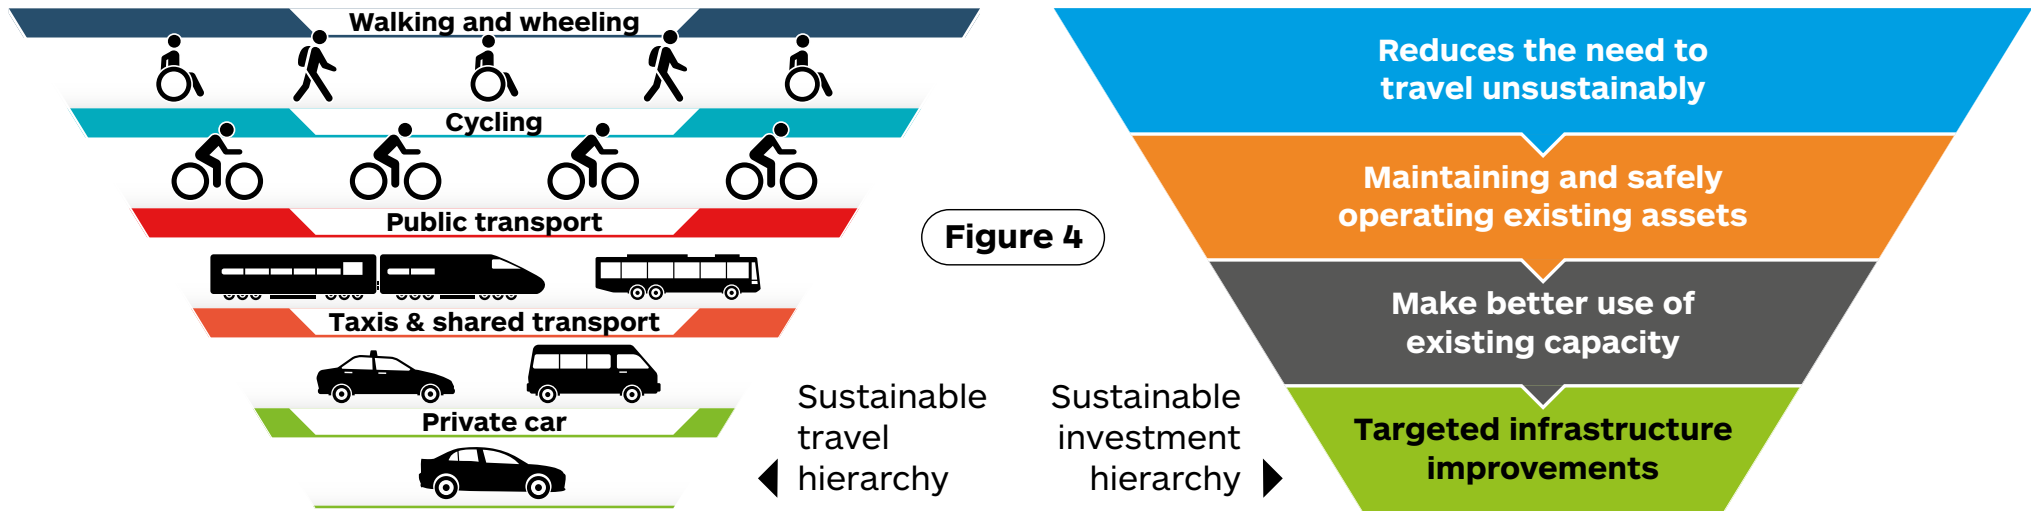 Walking and wheeling
Cycling
Public transport
Taxis & shared transport
Private car
Sustainable
travel
hierarchy
Figure 4
Sustainable
investment
hierarchy
Reduces the need to
travel unsustainably
Maintaining and safely
operating existing assets
Make better use of
existing capacity
Targeted infrastructure
improvements